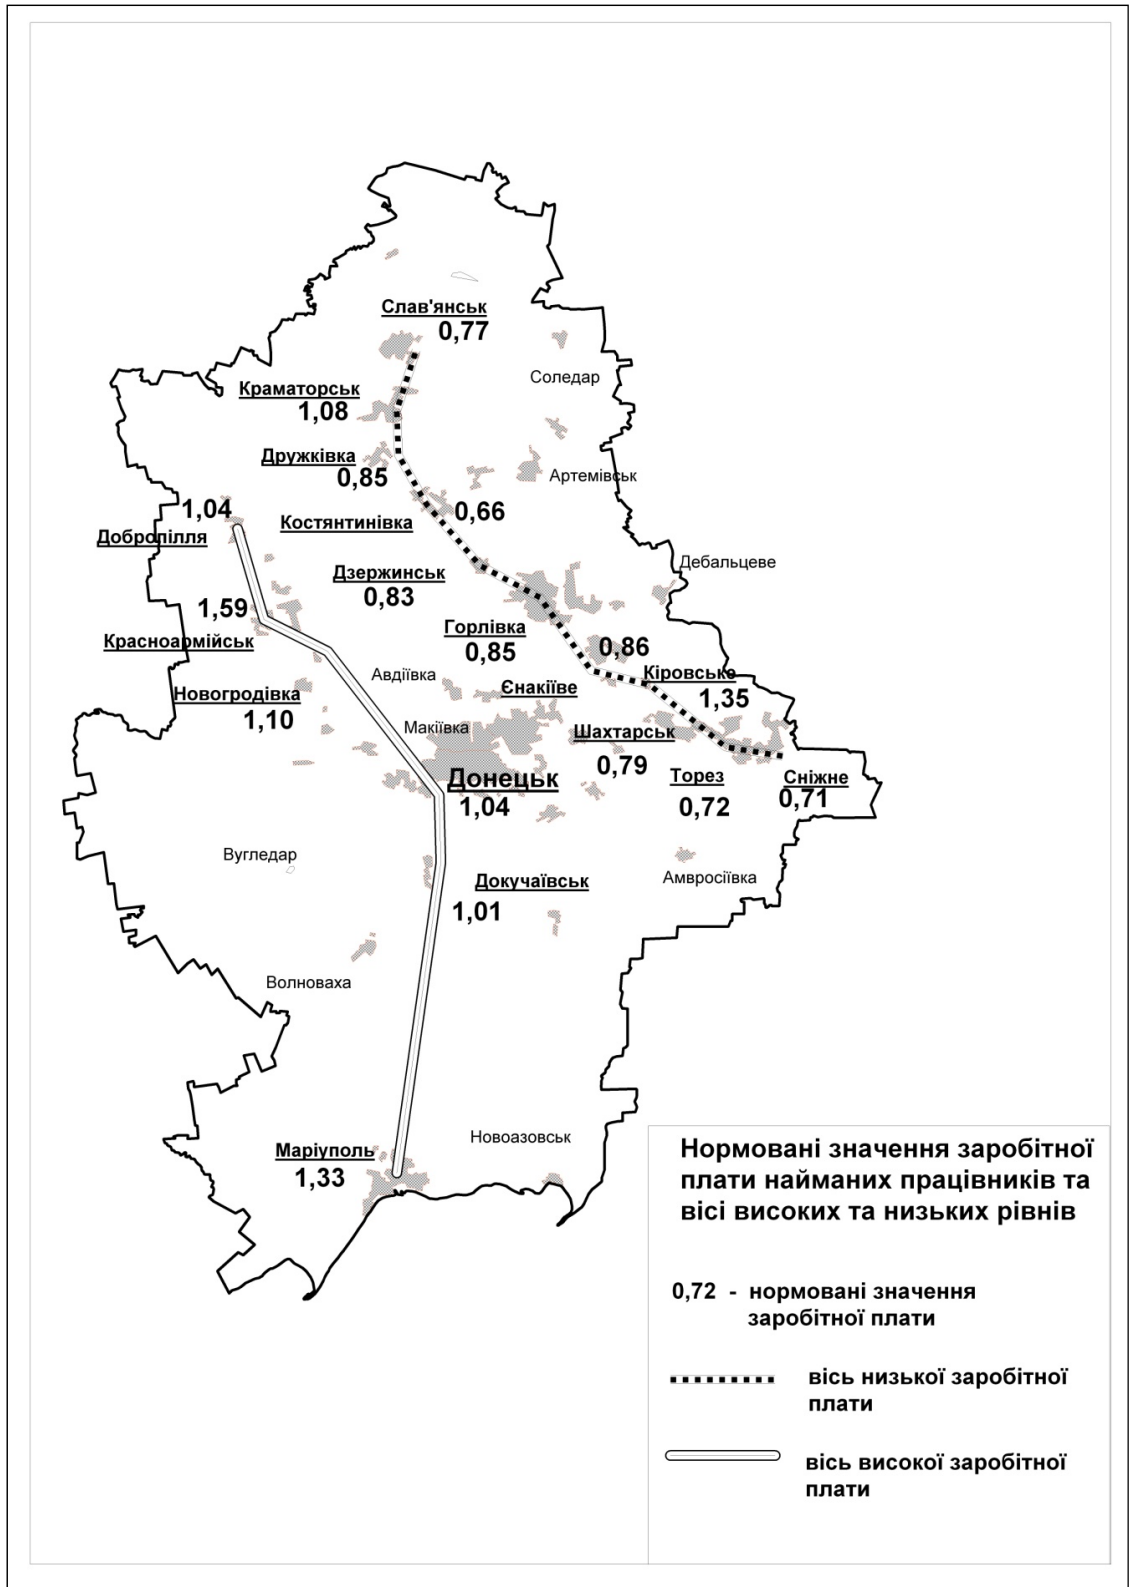 Слав'янськ
0,77
Соледар
Краматорськ
1,08
Дружківка
0,85
Артемівськ
1,04
Добропілля
0,66
Костянтинівка
Дебальцеве
Дзержинськ
0,83
1,59
Красноармійськ
Горлівка
0,85
0,86
Кіровське
1,35
Авдіївка
Єнакіїве
Новогродівка
1,10
Макіївка
Шахтарськ
0,79
Донецьк
1,04
Торез
0,72
Сніжне
0,71
Вугледар
Докучаївськ
1,01
Амвросіївка
Волноваха
Новоазовськ
Маріуполь
1,33
Нормовані значення заробітної
плати найманих працівників та
вісі високих та низьких рівнів
0,72 - нормовані значення
заробітної плати
вісь низької заробітної
плати
вісь високої заробітної
плати